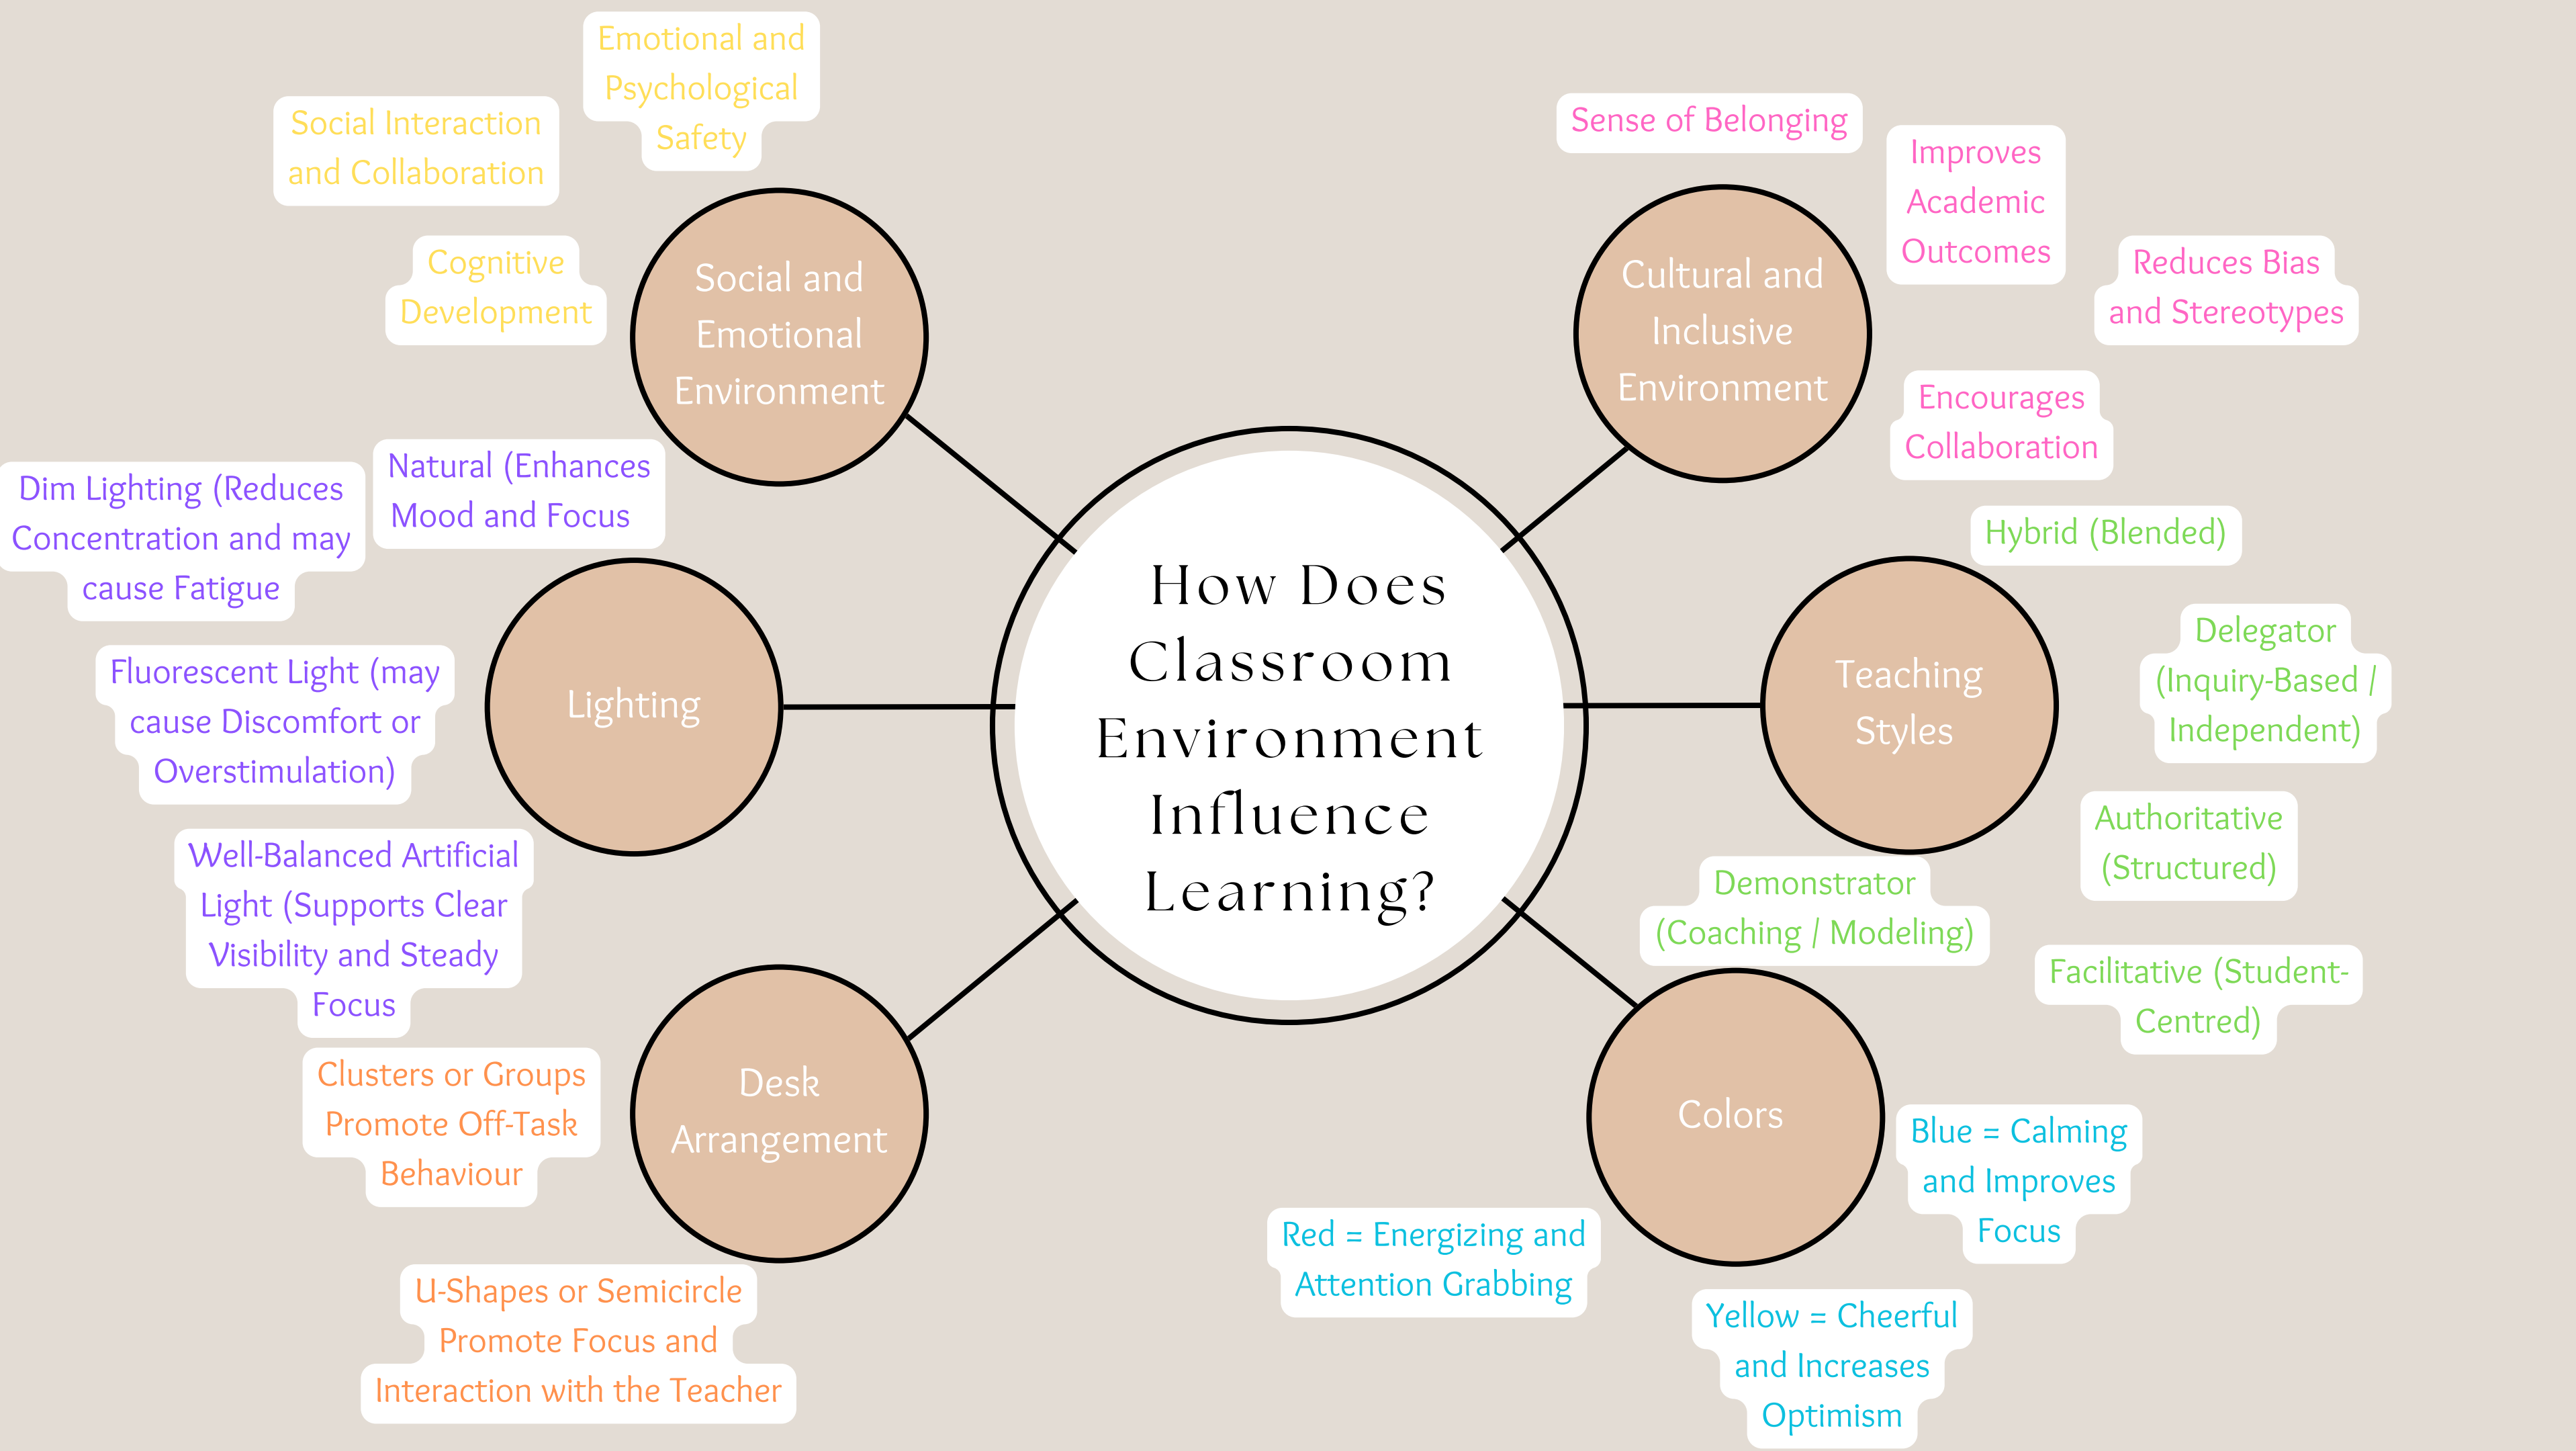 Emotional and
Psychological
Safety
Social Interaction
and Collaboration
Cognitive
Development
Social and
Emotional
Environment
Sense of Belonging
Improves
Academic
Outcomes
Reduces Bias
and Stereotypes
Encourages
Collaboration
Cultural and
Inclusive
Environment
Natural (Enhances
Mood and Focus
Dim Lighting (Reduces
Concentration and may
cause Fatigue
Fluorescent Light (may
cause Discomfort or
Overstimulation)
Well-Balanced Artificial
Light (Supports Clear
Visibility and Steady
Focus
Lighting
How Does
Classroom
Environment
Influence
Learning?
Hybrid (Blended)
Teaching
Styles
Delegator
(Inquiry-Based /
Independent)
Authoritative
(Structured)
Demonstrator
(Coaching / Modeling)
Facilitative (Student-
Centred)
Clusters or Groups
Promote Off-Task
Behaviour
Desk
Arrangement
U-Shapes or Semicircle
Promote Focus and
Interaction with the Teacher
Colors
Blue = Calming
and Improves
Focus
Red = Energizing and
Attention Grabbing
Yellow = Cheerful
and Increases
Optimism